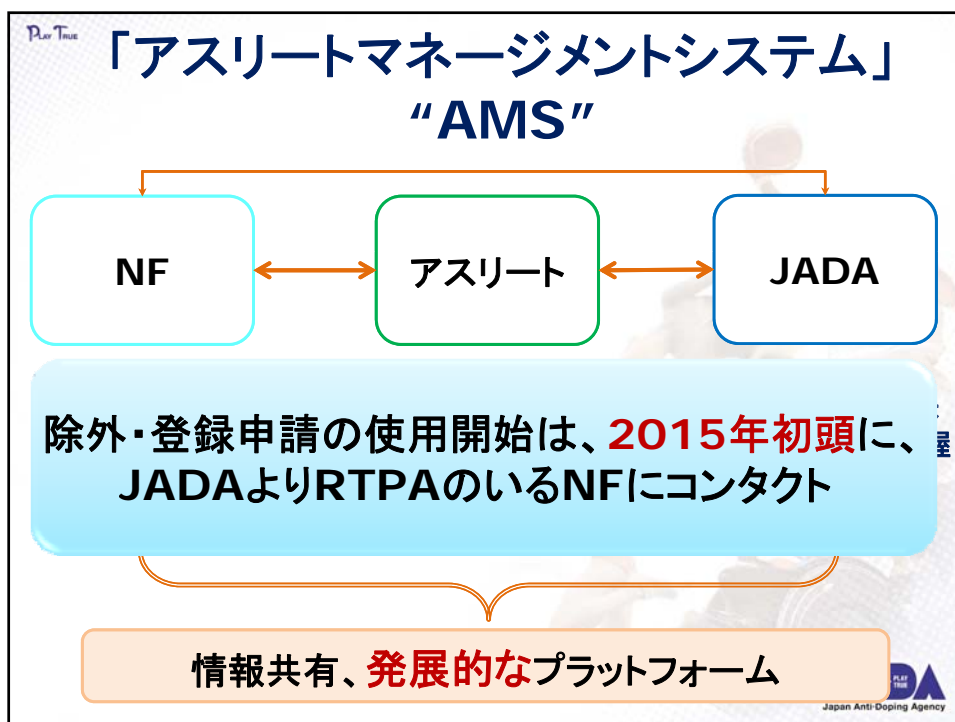 PLAY TRUE
「アスリートマネージメントシステム」
“AMS”
NF
アスリート
JADA
除外・登録申請の使用開始は、2015年初頭に、
JADAよりRTPAのいるNFにコンタクト
握
情報共有、発展的なプラットフォーム
PLAY
TRUE
DA
Japan Anti-Doping Agency